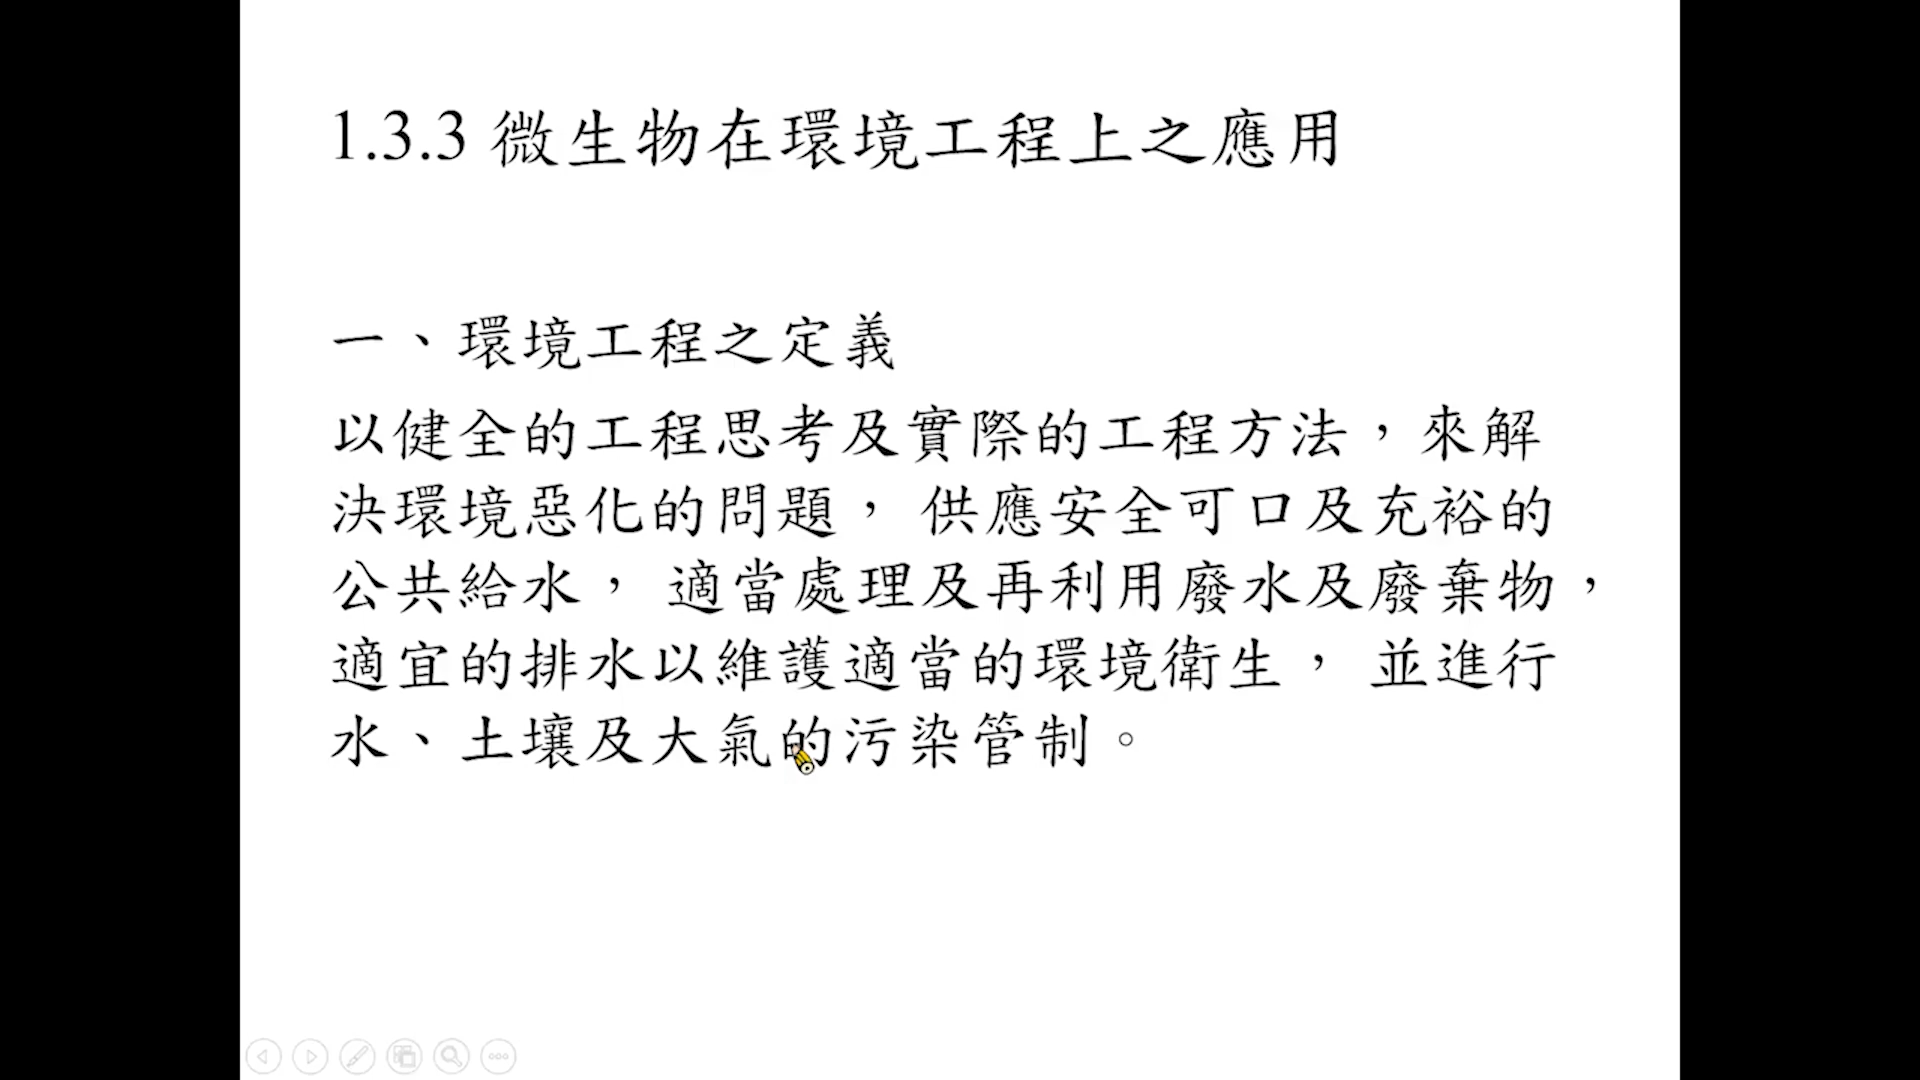 1.3.3 微生物在環境工程上之應用
一、環境工程之定義
以健全的工程思考及實際的工程方法，來解
決環境惡化的問題， 供應安全可口及充裕的
公共給水， 適當處理及再利用廢水及廢棄物，
適宜的排水以維護適當的環境衛生， 並進行
水、土壤及大氣的污染管制。